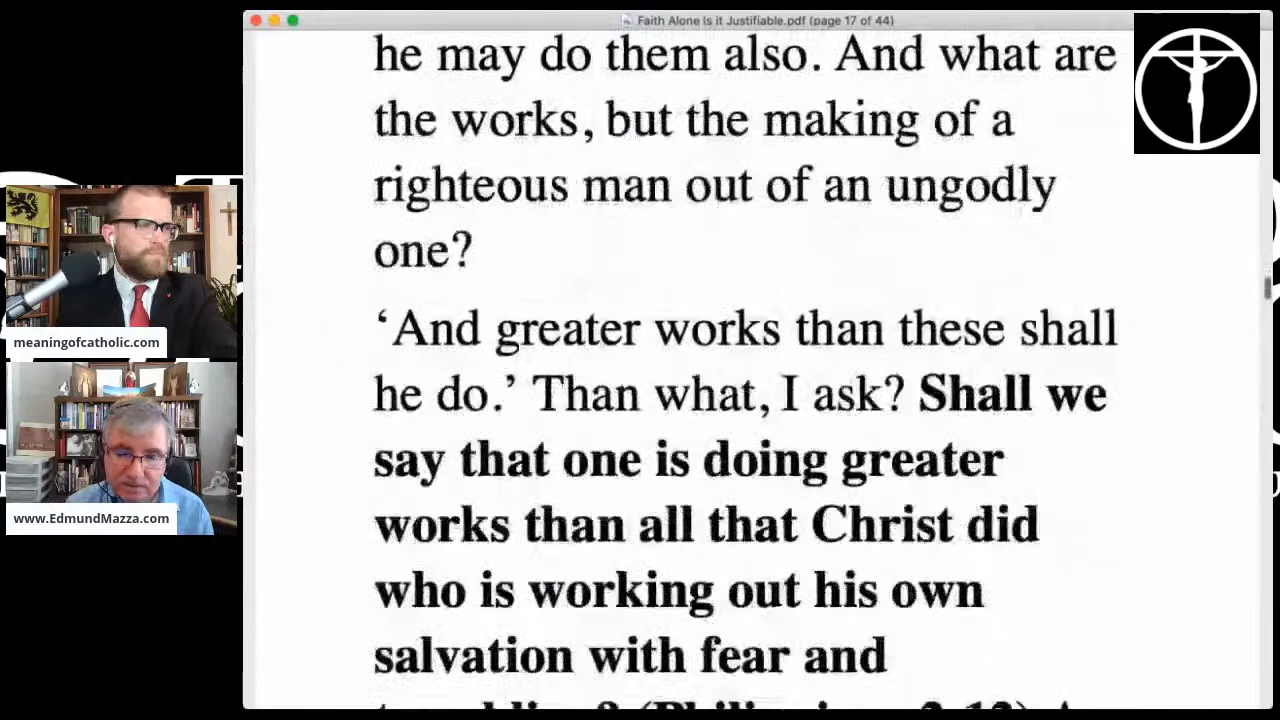 Faith Alone Is it Justifiable.pdf (page 17 of 44)
he may do them also. And what are
the works, but the making of a
righteous man out of an ungodly
one?
‘And greater works than these shall
he do.’ Than what, I ask? Shall we
say that one is doing greater
works than all that Christ did
who is working out his own
salvation with fear and
meaningofcatholic.com
www.EdmundMazza.com